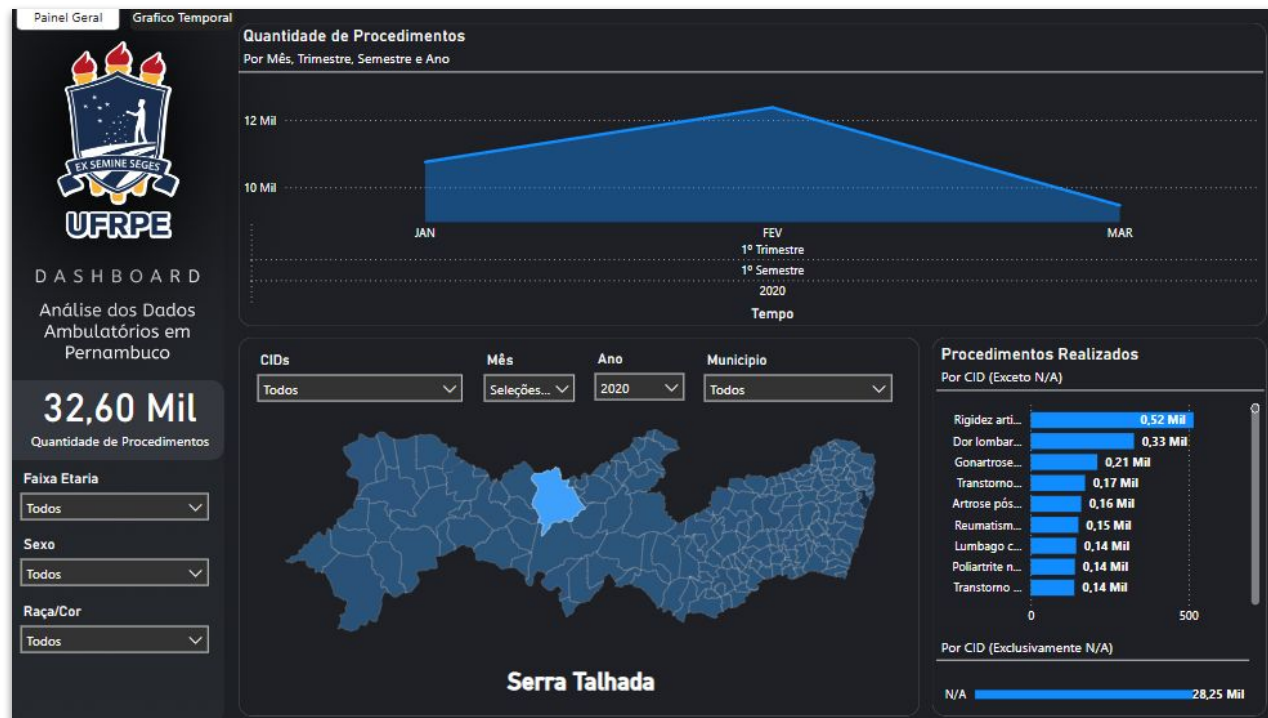 Painel Geral
Grafico Temporal
EX SEMINE SEGES
UFRPE
DASHBOARD
Análise dos Dados
Ambulatórios em
Pernambuco
32,60 Mil
Quantidade de Procedimentos
Faixa Etaria
Todos
Sexo
Todos
Raça/Cor
Todos
Quantidade de Procedimentos
Por Mês, Trimestre, Semestre e Ano
12 Mil
10 Mil
JAN FEV MAR
1º Trimestre
1º Semestre
2020
Tempo
CIDs Mês Ano Municipio
Todos Seleções... 2020 Todos
Serra Talhada
Procedimentos Realizados
Por CID (Exceto N/A)
Rigidez arti... 0,52 Mil
Dor lombar... 0,33 Mil
Gonartrose... 0,21 Mil
Transtorno... 0,17 Mil
Artrose pós... 0,16 Mil
Reumatism... 0,15 Mil
Lumbago c... 0,14 Mil
Poliartrite n... 0,14 Mil
Transtorno ... 0,14 Mil
0 500
Por CID (Exclusivamente N/A)
N/A 28,25 Mil